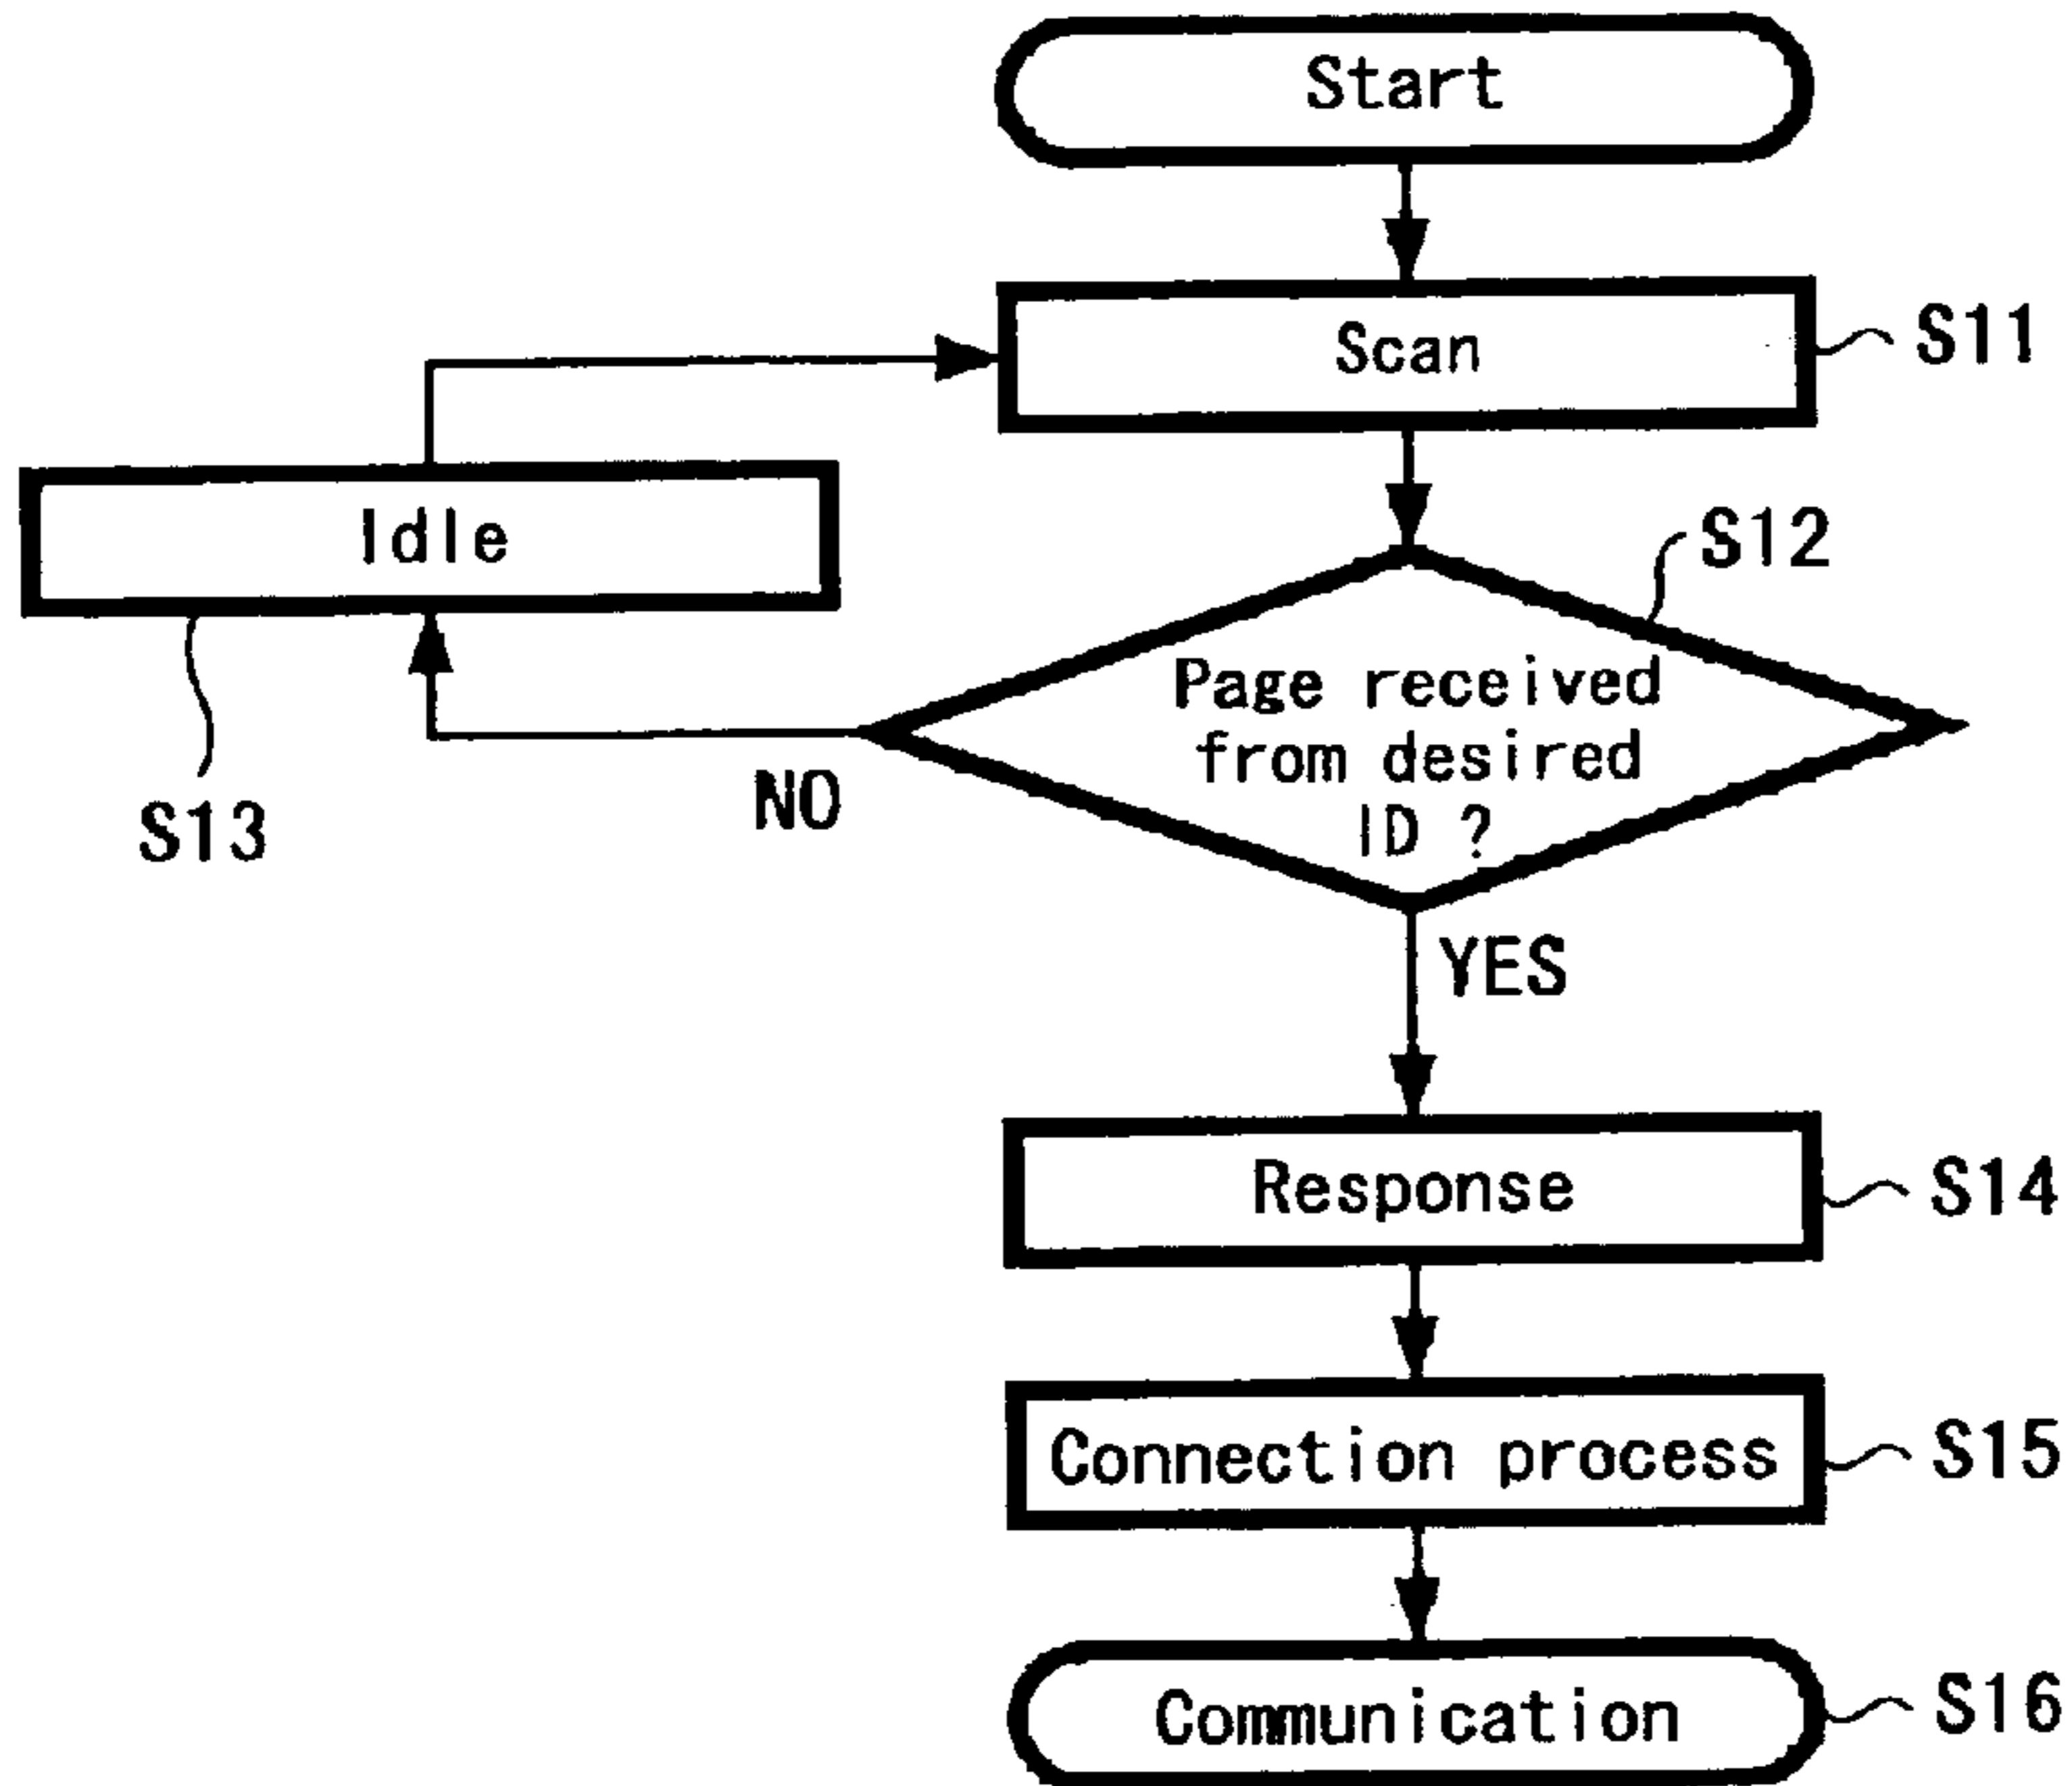 Start
Scan
S11
Idle
S12
Page received
from desired
ID ?
NO
S13
YES
Response
S14
Connection process
S15
Communication
S16